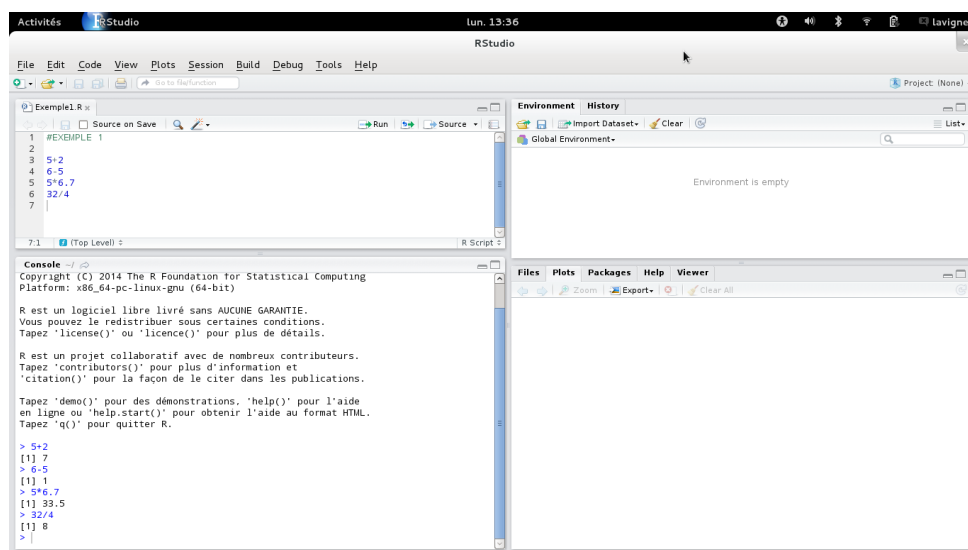 Activités RStudio lun. 13:36 lavigne
RStudio
File Edit Code View Plots Session Build Debug Tools Help
Go to file/function Project: (None)
Exemple1.R
Source on Save Run Source
1 #EXEMPLE 1
2
3 5+2
4 6-5
5 5*6.7
6 32/4
7
7:1 (Top Level) R Script
Console ~/
Copyright (C) 2014 The R Foundation for Statistical Computing
Platform: x86_64-pc-linux-gnu (64-bit)
R est un logiciel libre livré sans AUCUNE GARANTIE.
Vous pouvez le redistribuer sous certaines conditions.
Tapez 'license()' ou 'licence()' pour plus de détails.
R est un projet collaboratif avec de nombreux contributeurs.
Tapez 'contributors()' pour plus d'information et
'citation()' pour la façon de le citer dans les publications.
Tapez 'demo()' pour des démonstrations, 'help()' pour l'aide
en ligne ou 'help.start()' pour obtenir l'aide au format HTML.
Tapez 'q()' pour quitter R.
> 5+2
[1] 7
> 6-5
[1] 1
> 5*6.7
[1] 33.5
> 32/4
[1] 8
>
Environment History
Import Dataset Clear List
Global Environment
Environment is empty
Files Plots Packages Help Viewer
Zoom Export Clear All